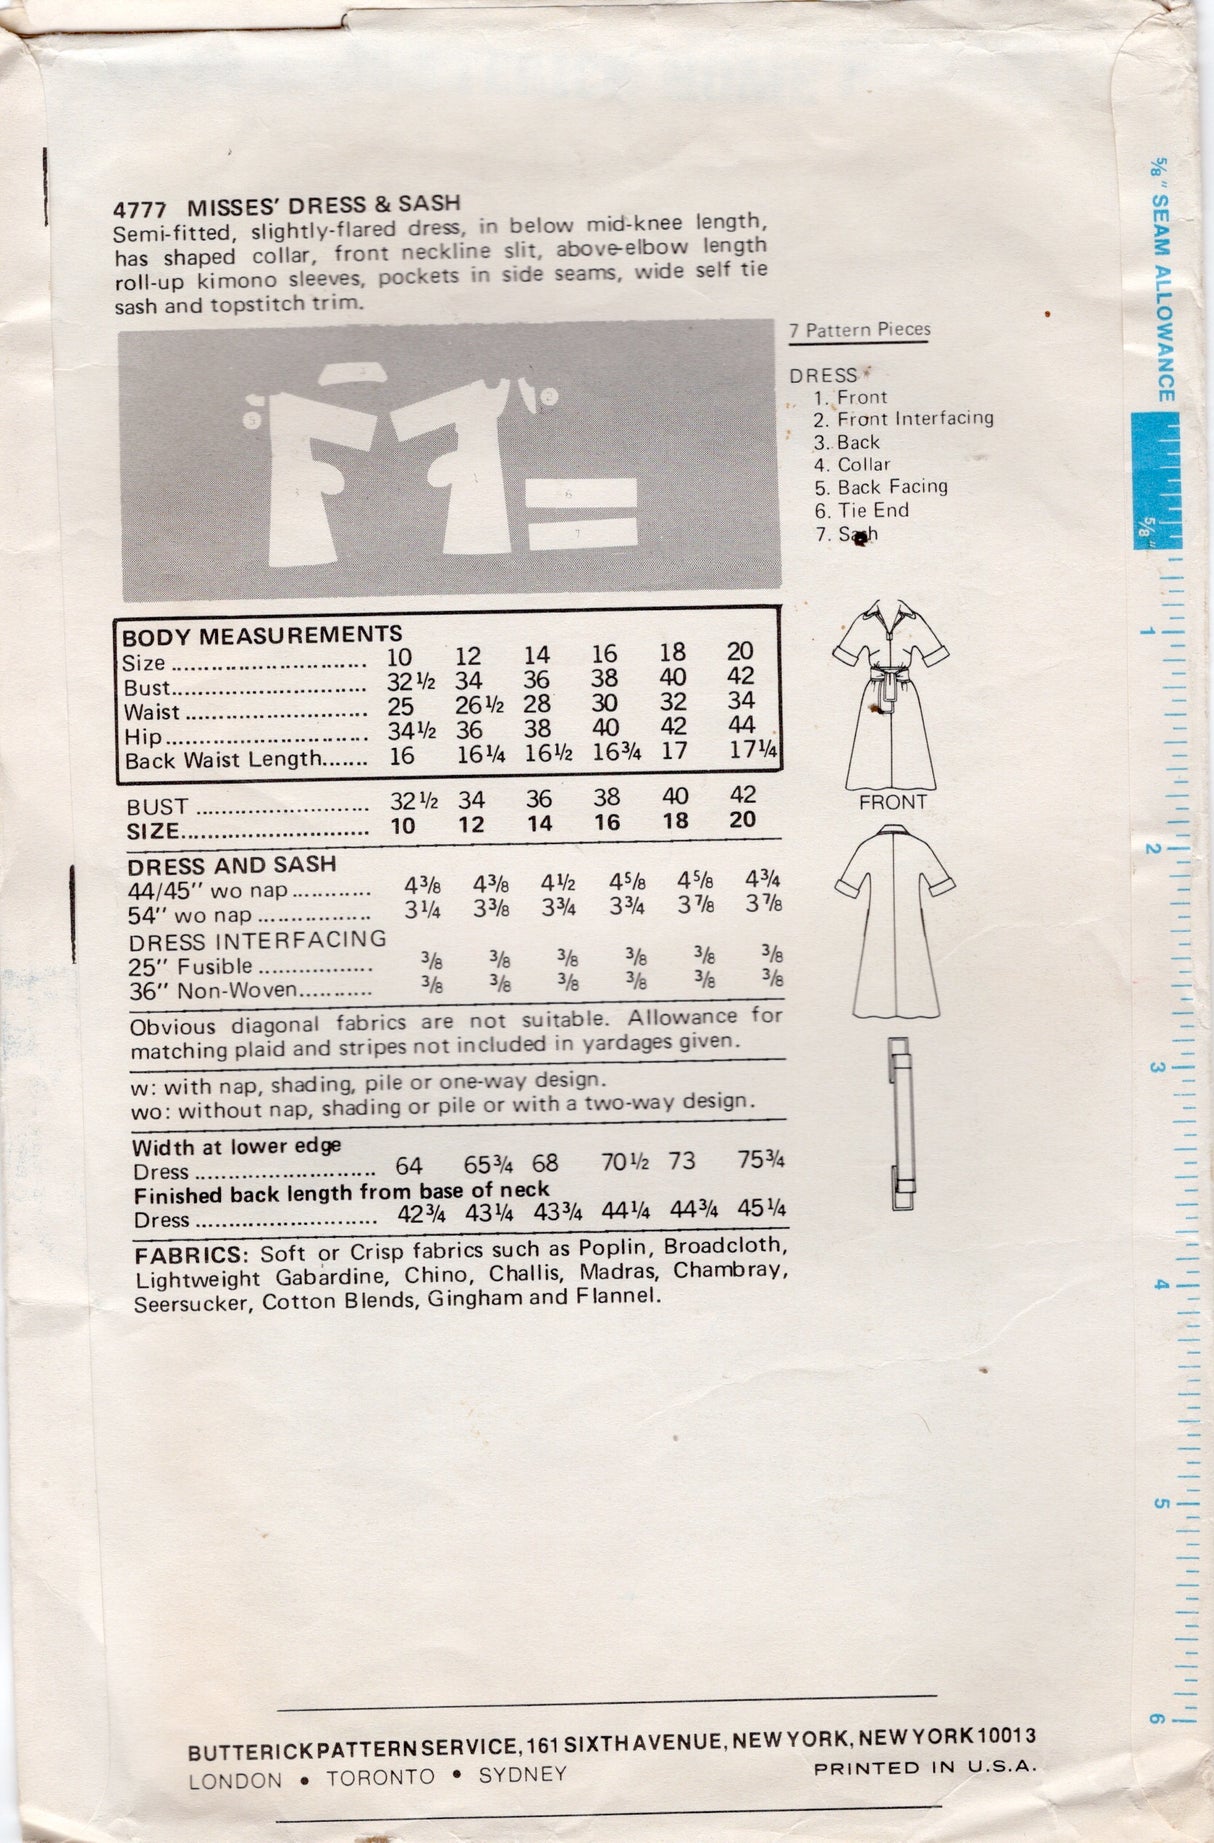 4777 MISSES' DRESS & SASH
Semi-fitted, slightly-flared dress, in below mid-knee length,
has shaped collar, front neckline slit, above-elbow length
roll-up kimono sleeves, pockets in side seams, wide self tie
sash and topstitch trim.
7 Pattern Pieces
DRESS
1. Front
2. Front Interfacing
3. Back
4. Collar
5. Back Facing
6. Tie End
7. Sash
6
7
BODY MEASUREMENTS
Size ............................ 10 12 14 16 18 20
Bust............................ 32½ 34 36 38 40 42
Waist .......................... 25 26½ 28 30 32 34
Hip............................. 34½ 36 38 40 42 44
Back Waist Length....... 16 16¼ 16½ 16¾ 17 17¼
BUST ......................... 32½ 34 36 38 40 42
SIZE........................... 10 12 14 16 18 20
DRESS AND SASH
44/45" wo nap............ 4⅜ 4⅜ 4½ 4⅝ 4⅝ 4¾
54" wo nap ................. 3¼ 3⅜ 3¾ 3¾ 3⅞ 3⅞
DRESS INTERFACING
25" Fusible ................. ⅜ ⅜ ⅜ ⅜ ⅜ ⅜
36" Non-Woven........... ⅜ ⅜ ⅜ ⅜ ⅜ ⅜
Obvious diagonal fabrics are not suitable. Allowance for
matching plaid and stripes not included in yardages given.
w: with nap, shading, pile or one-way design.
wo: without nap, shading or pile or with a two-way design.
Width at lower edge
Dress .......................... 64 65¾ 68 70½ 73 75¾
Finished back length from base of neck
Dress .......................... 42¾ 43¼ 43¾ 44¼ 44¾ 45¼
FABRICS: Soft or Crisp fabrics such as Poplin, Broadcloth,
Lightweight Gabardine, Chino, Challis, Madras, Chambray,
Seersucker, Cotton Blends, Gingham and Flannel.
FRONT
⅝" SEAM ALLOWANCE
⅝"
1
2
3
4
5
6
BUTTERICK PATTERN SERVICE, 161 SIXTH AVENUE, NEW YORK, NEW YORK 10013
LONDON • TORONTO • SYDNEY PRINTED IN U.S.A.